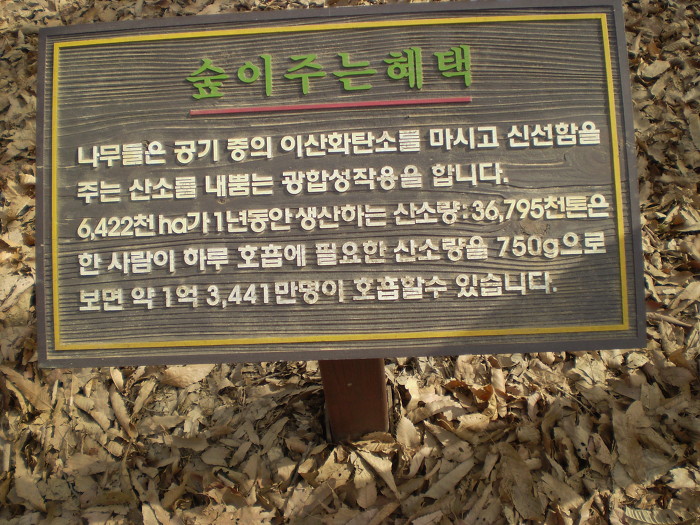 숲이주는혜택
나무들은 공기 중의 이산화탄소를 마시고 신선함을
주는 산소를 내뿜는 광합성작용을 합니다.
6,422천ha가1년동안생산하는 산소량:36,795천톤은
한 사람이 하루 호흡에 필요한 산소량을 750g으로
보면 약 1억 3,441만명이 호흡할수 있습니다.